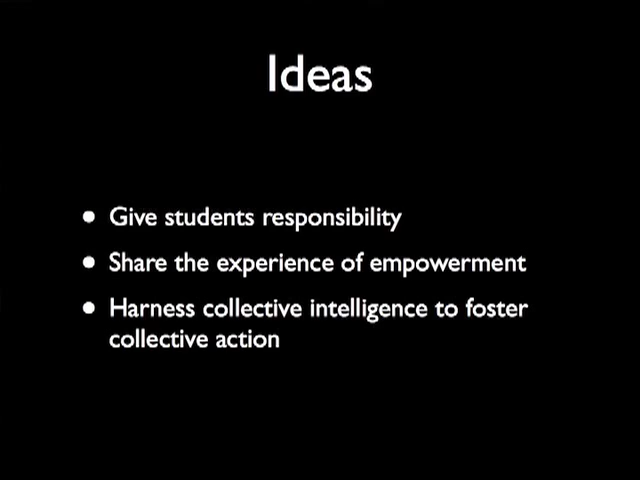 Ideas
• Give students responsibility
• Share the experience of empowerment
• Harness collective intelligence to foster
collective action